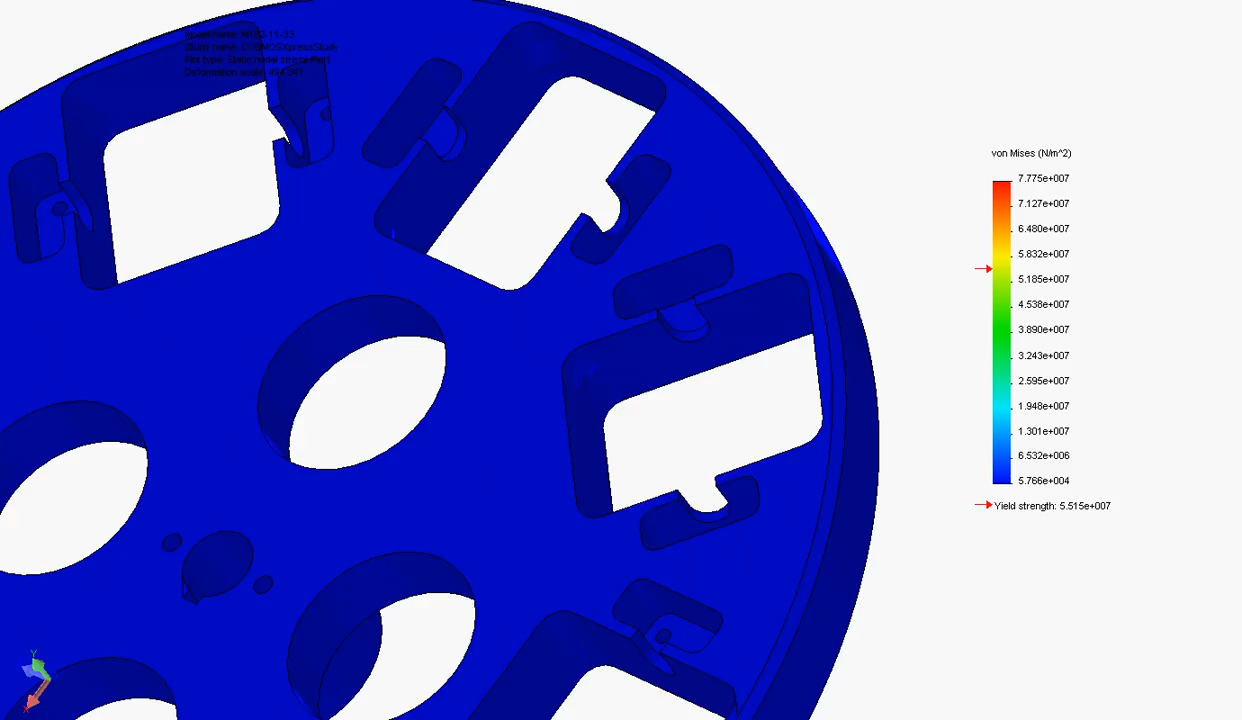 Study name: COSMOSXpressStudy
Plot type: Static nodal stress Plot1
von Mises (N/m^2)
7.775e+007
7.127e+007
6.480e+007
5.832e+007
5.185e+007
4.538e+007
3.890e+007
3.243e+007
2.595e+007
1.948e+007
1.301e+007
6.532e+006
5.766e+004
Yield strength: 5.515e+007
Y
X